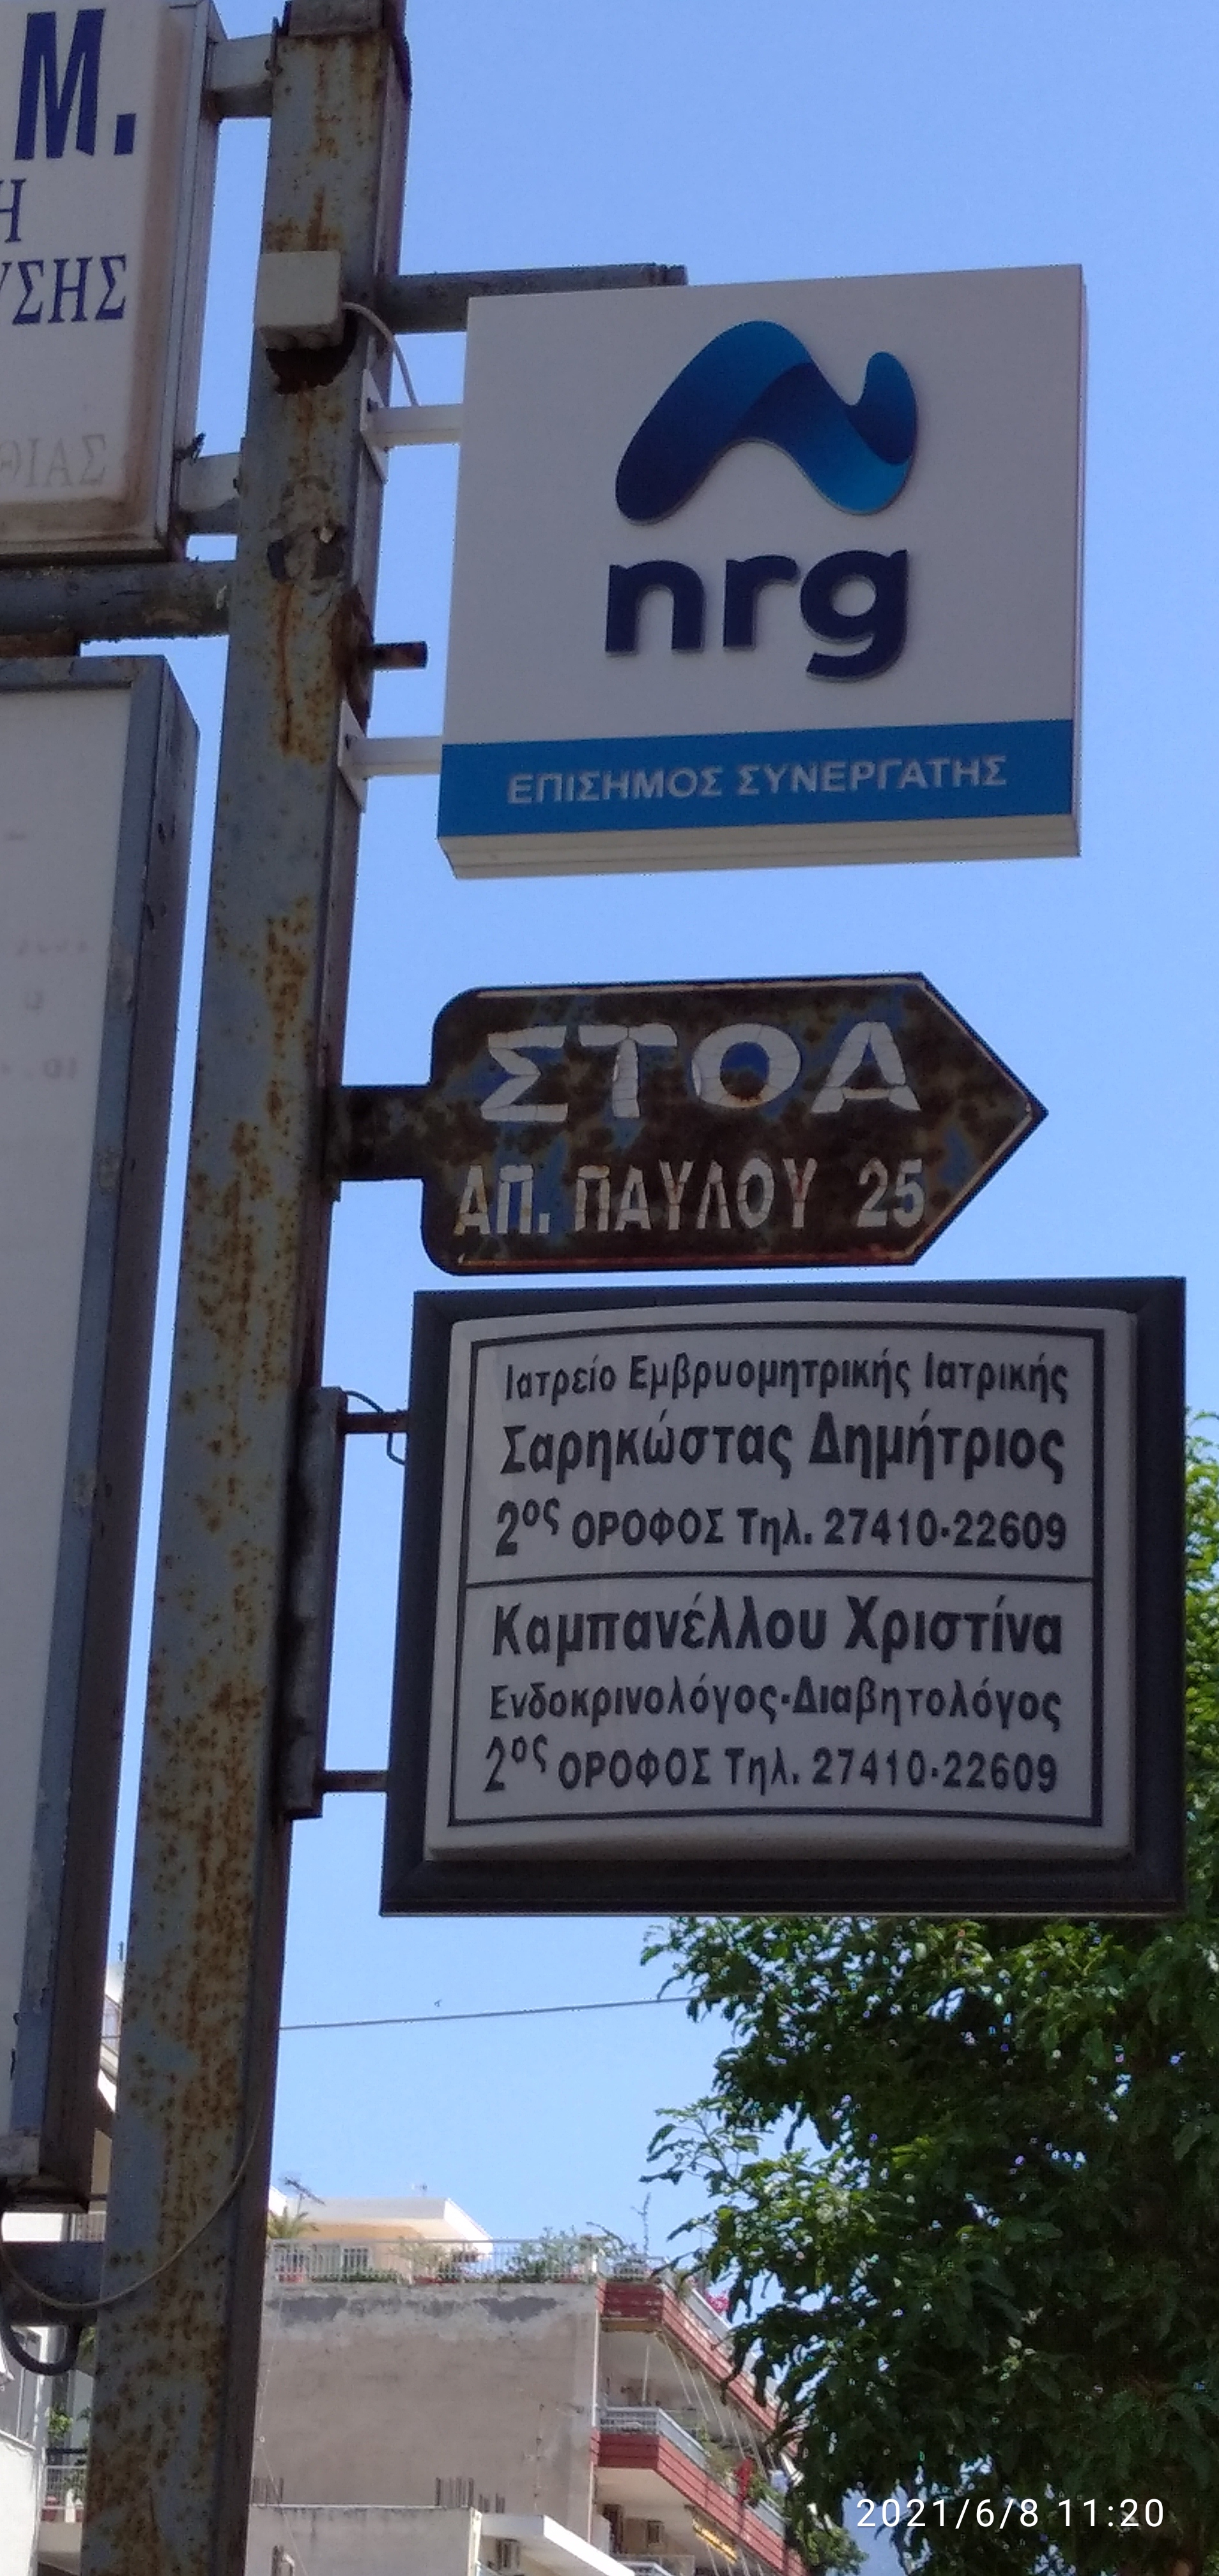 Μ.
ΣΗΣ
nrg
ΕΠΙΣΗΜΟΣ ΣΥΝΕΡΓΑΤΗΣ
ΣΤΟΑ
ΑΠ. ΠΑΥΛΟΥ 25
Ιατρείο Εμβρυομητρικής Ιατρικής
Σαρηκώστας Δημήτριος
2ος ΟΡΟΦΟΣ Τηλ. 27410-22609
Καμπανέλλου Χριστίνα
Ενδοκρινολόγος-Διαβητολόγος
2ος ΟΡΟΦΟΣ Τηλ. 27410-22609
2021/6/8 11:20